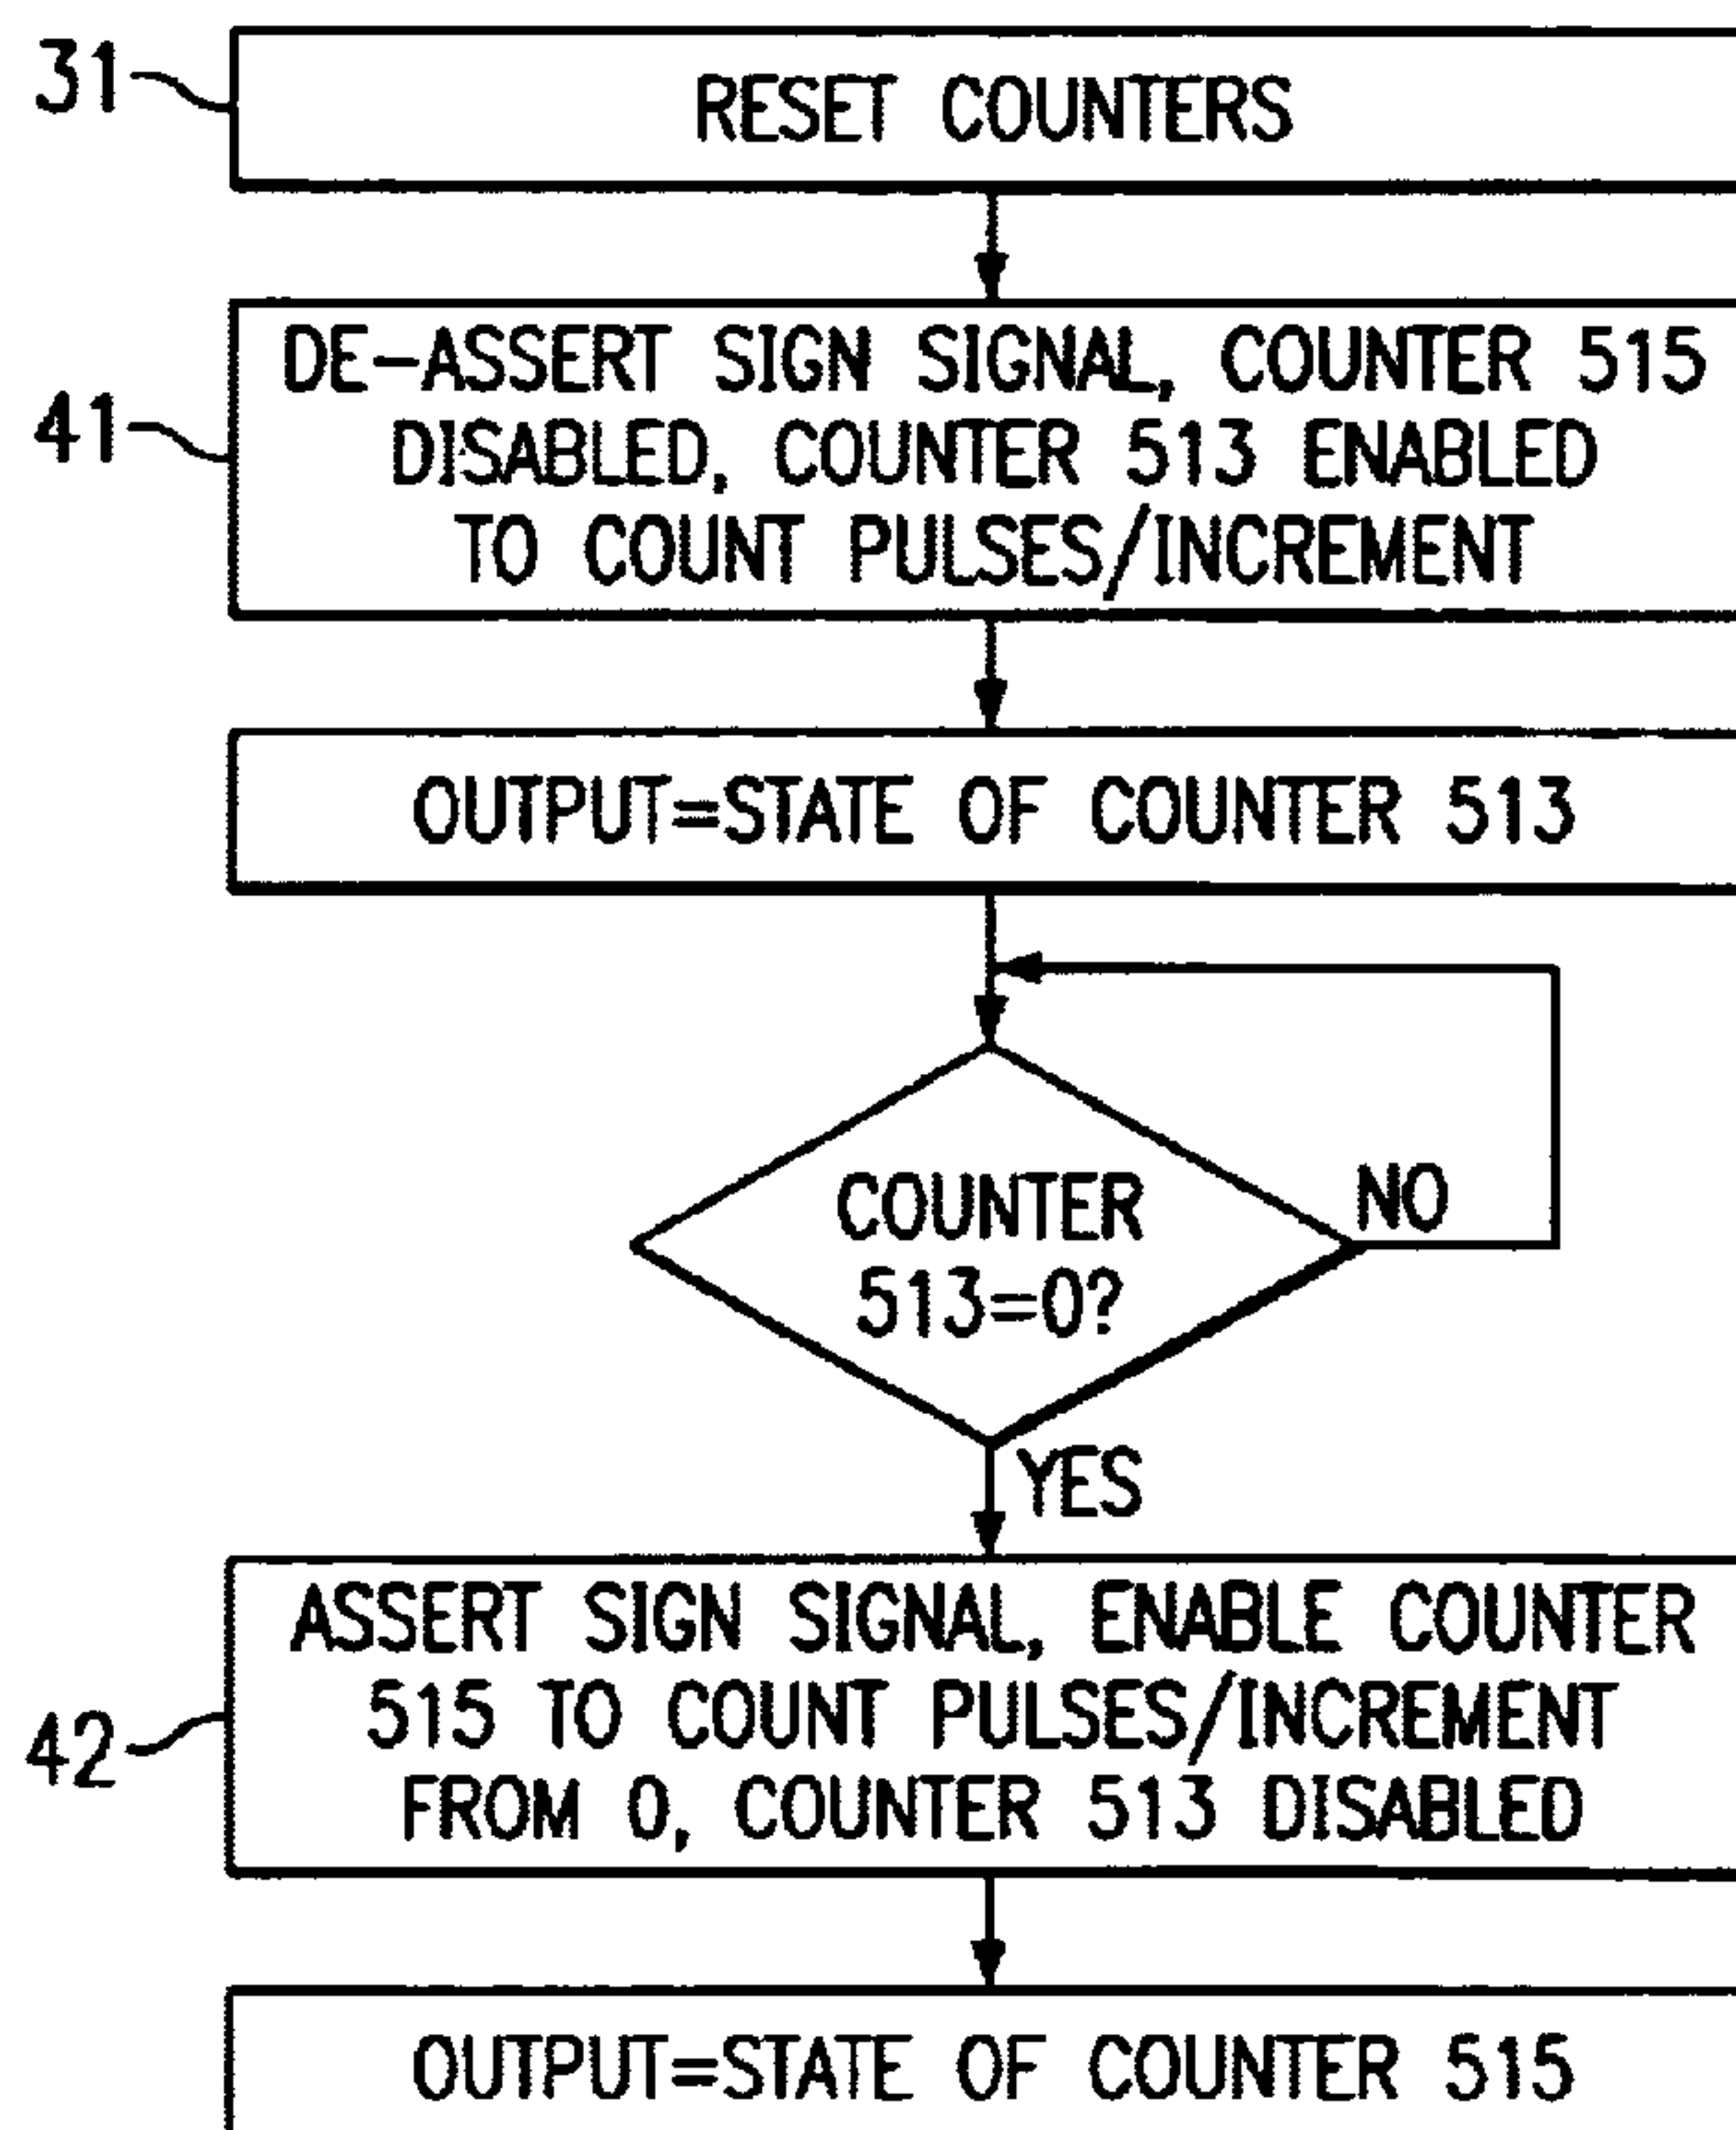 31
RESET COUNTERS
41
DE-ASSERT SIGN SIGNAL, COUNTER 515
DISABLED, COUNTER 513 ENABLED
TO COUNT PULSES/INCREMENT
OUTPUT=STATE OF COUNTER 513
COUNTER
513=0?
NO
YES
42
ASSERT SIGN SIGNAL, ENABLE COUNTER
515 TO COUNT PULSES/INCREMENT
FROM 0, COUNTER 513 DISABLED
OUTPUT=STATE OF COUNTER 515